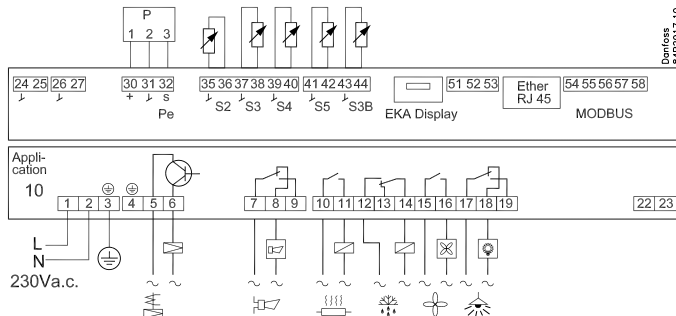 P
1 2 3
Danfoss
84B2917.10
24 25 26 27 30 31 32 35 36 37 38 39 40 41 42 43 44 51 52 53 54 55 56 57 58
+ s S2 S3 S4 S5 S3B
Pe
EKA Display
Ether
RJ 45
MODBUS
Appli-
cation
10
1 2 3 4 5 6 7 8 9 10 11 12 13 14 15 16 17 18 19 22 23
L
N
230Va.c.
~ ~ ~ ~ ~ ~ ~ ~ ~ ~ ~ ~